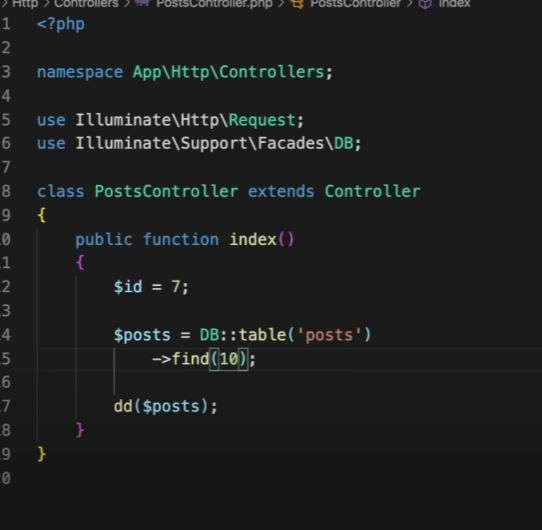 > Http > Controllers > PostsController.php > PostsController > index
1 <?php
2
3 namespace App\Http\Controllers;
4
5 use Illuminate\Http\Request;
6 use Illuminate\Support\Facades\DB;
7
8 class PostsController extends Controller
9 {
0 public function index()
1 {
2 $id = 7;
3
4 $posts = DB::table('posts')
5 ->find(10);
6
7 dd($posts);
8 }
9 }
0